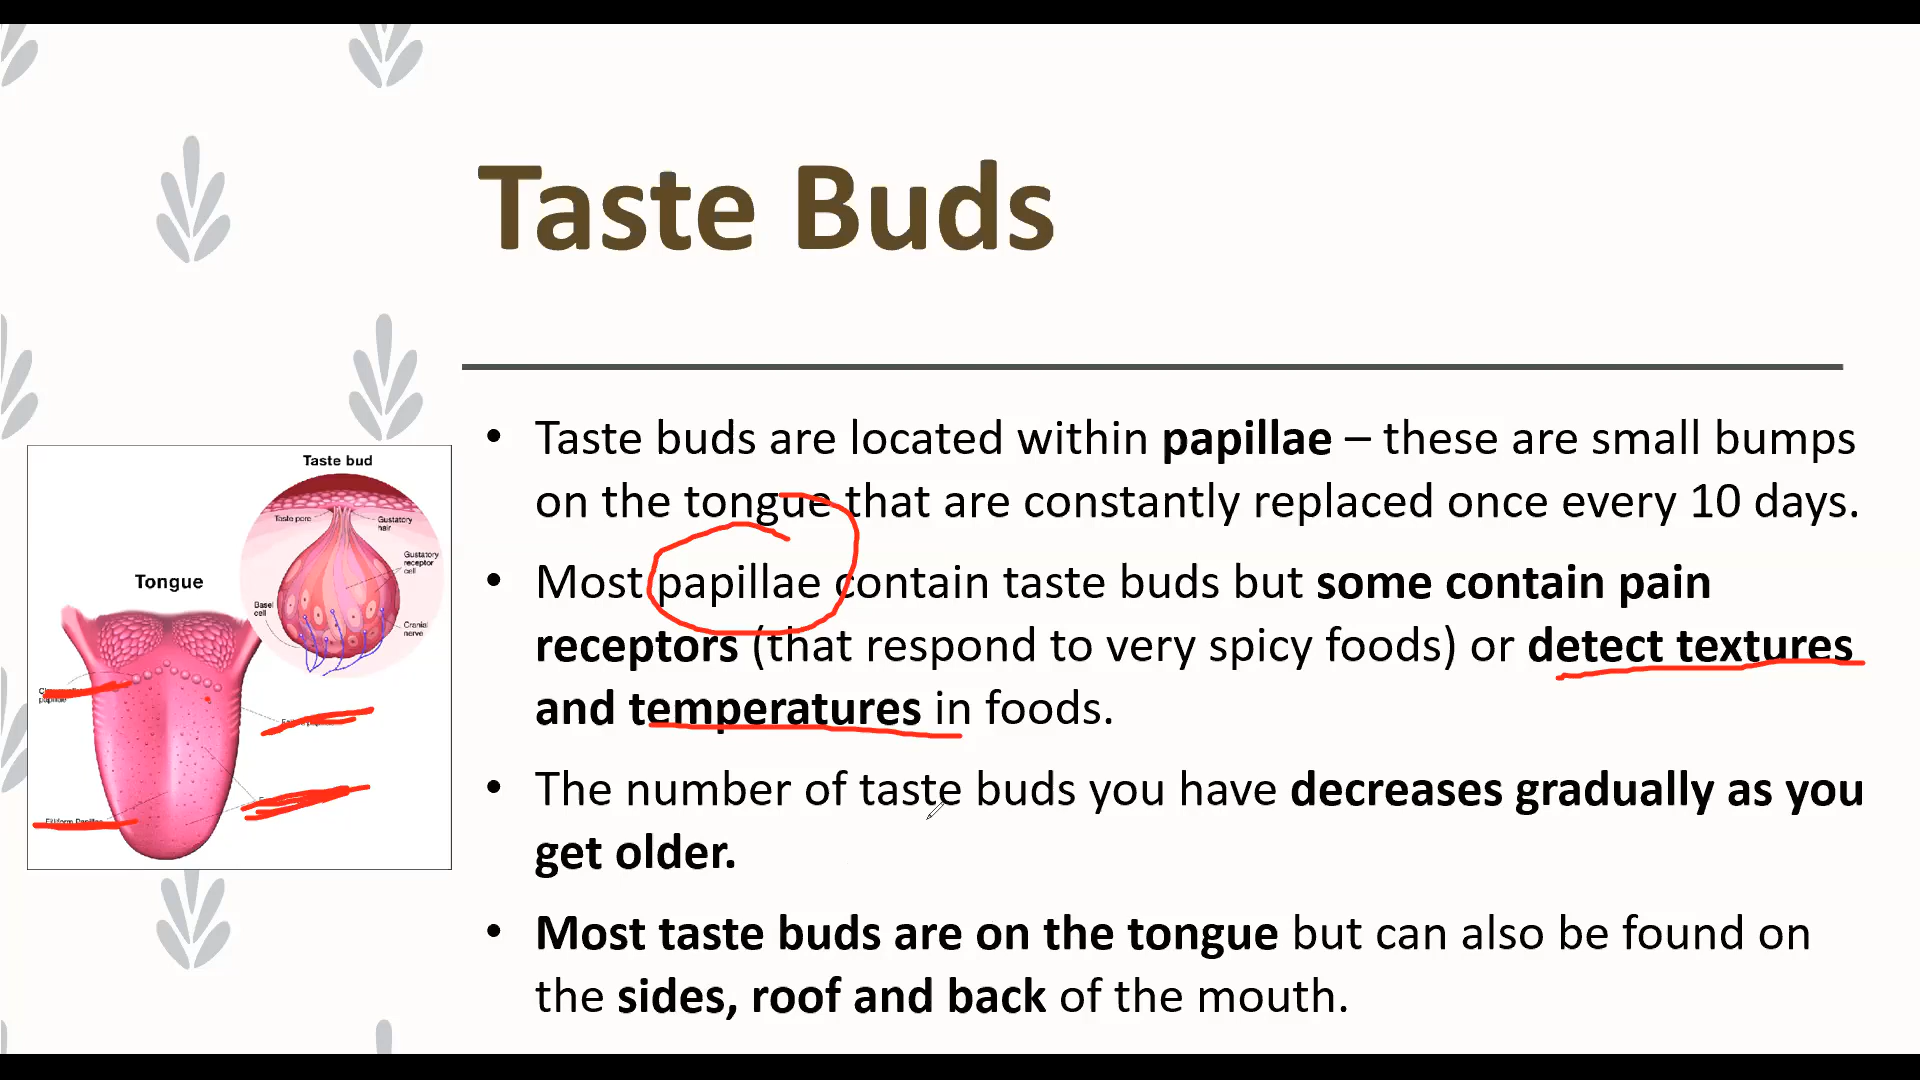 Taste Buds
• Taste buds are located within papillae – these are small bumps
on the tongue that are constantly replaced once every 10 days.
• Most papillae contain taste buds but some contain pain
receptors (that respond to very spicy foods) or detect textures
and temperatures in foods.
• The number of taste buds you have decreases gradually as you
get older.
• Most taste buds are on the tongue but can also be found on
the sides, roof and back of the mouth.
Taste bud
Taste pore
Gustatory
hair
Gustatory
receptor
cell
Basel
cell
Cranial
nerve
Tongue
papillae
Filiform Papillae